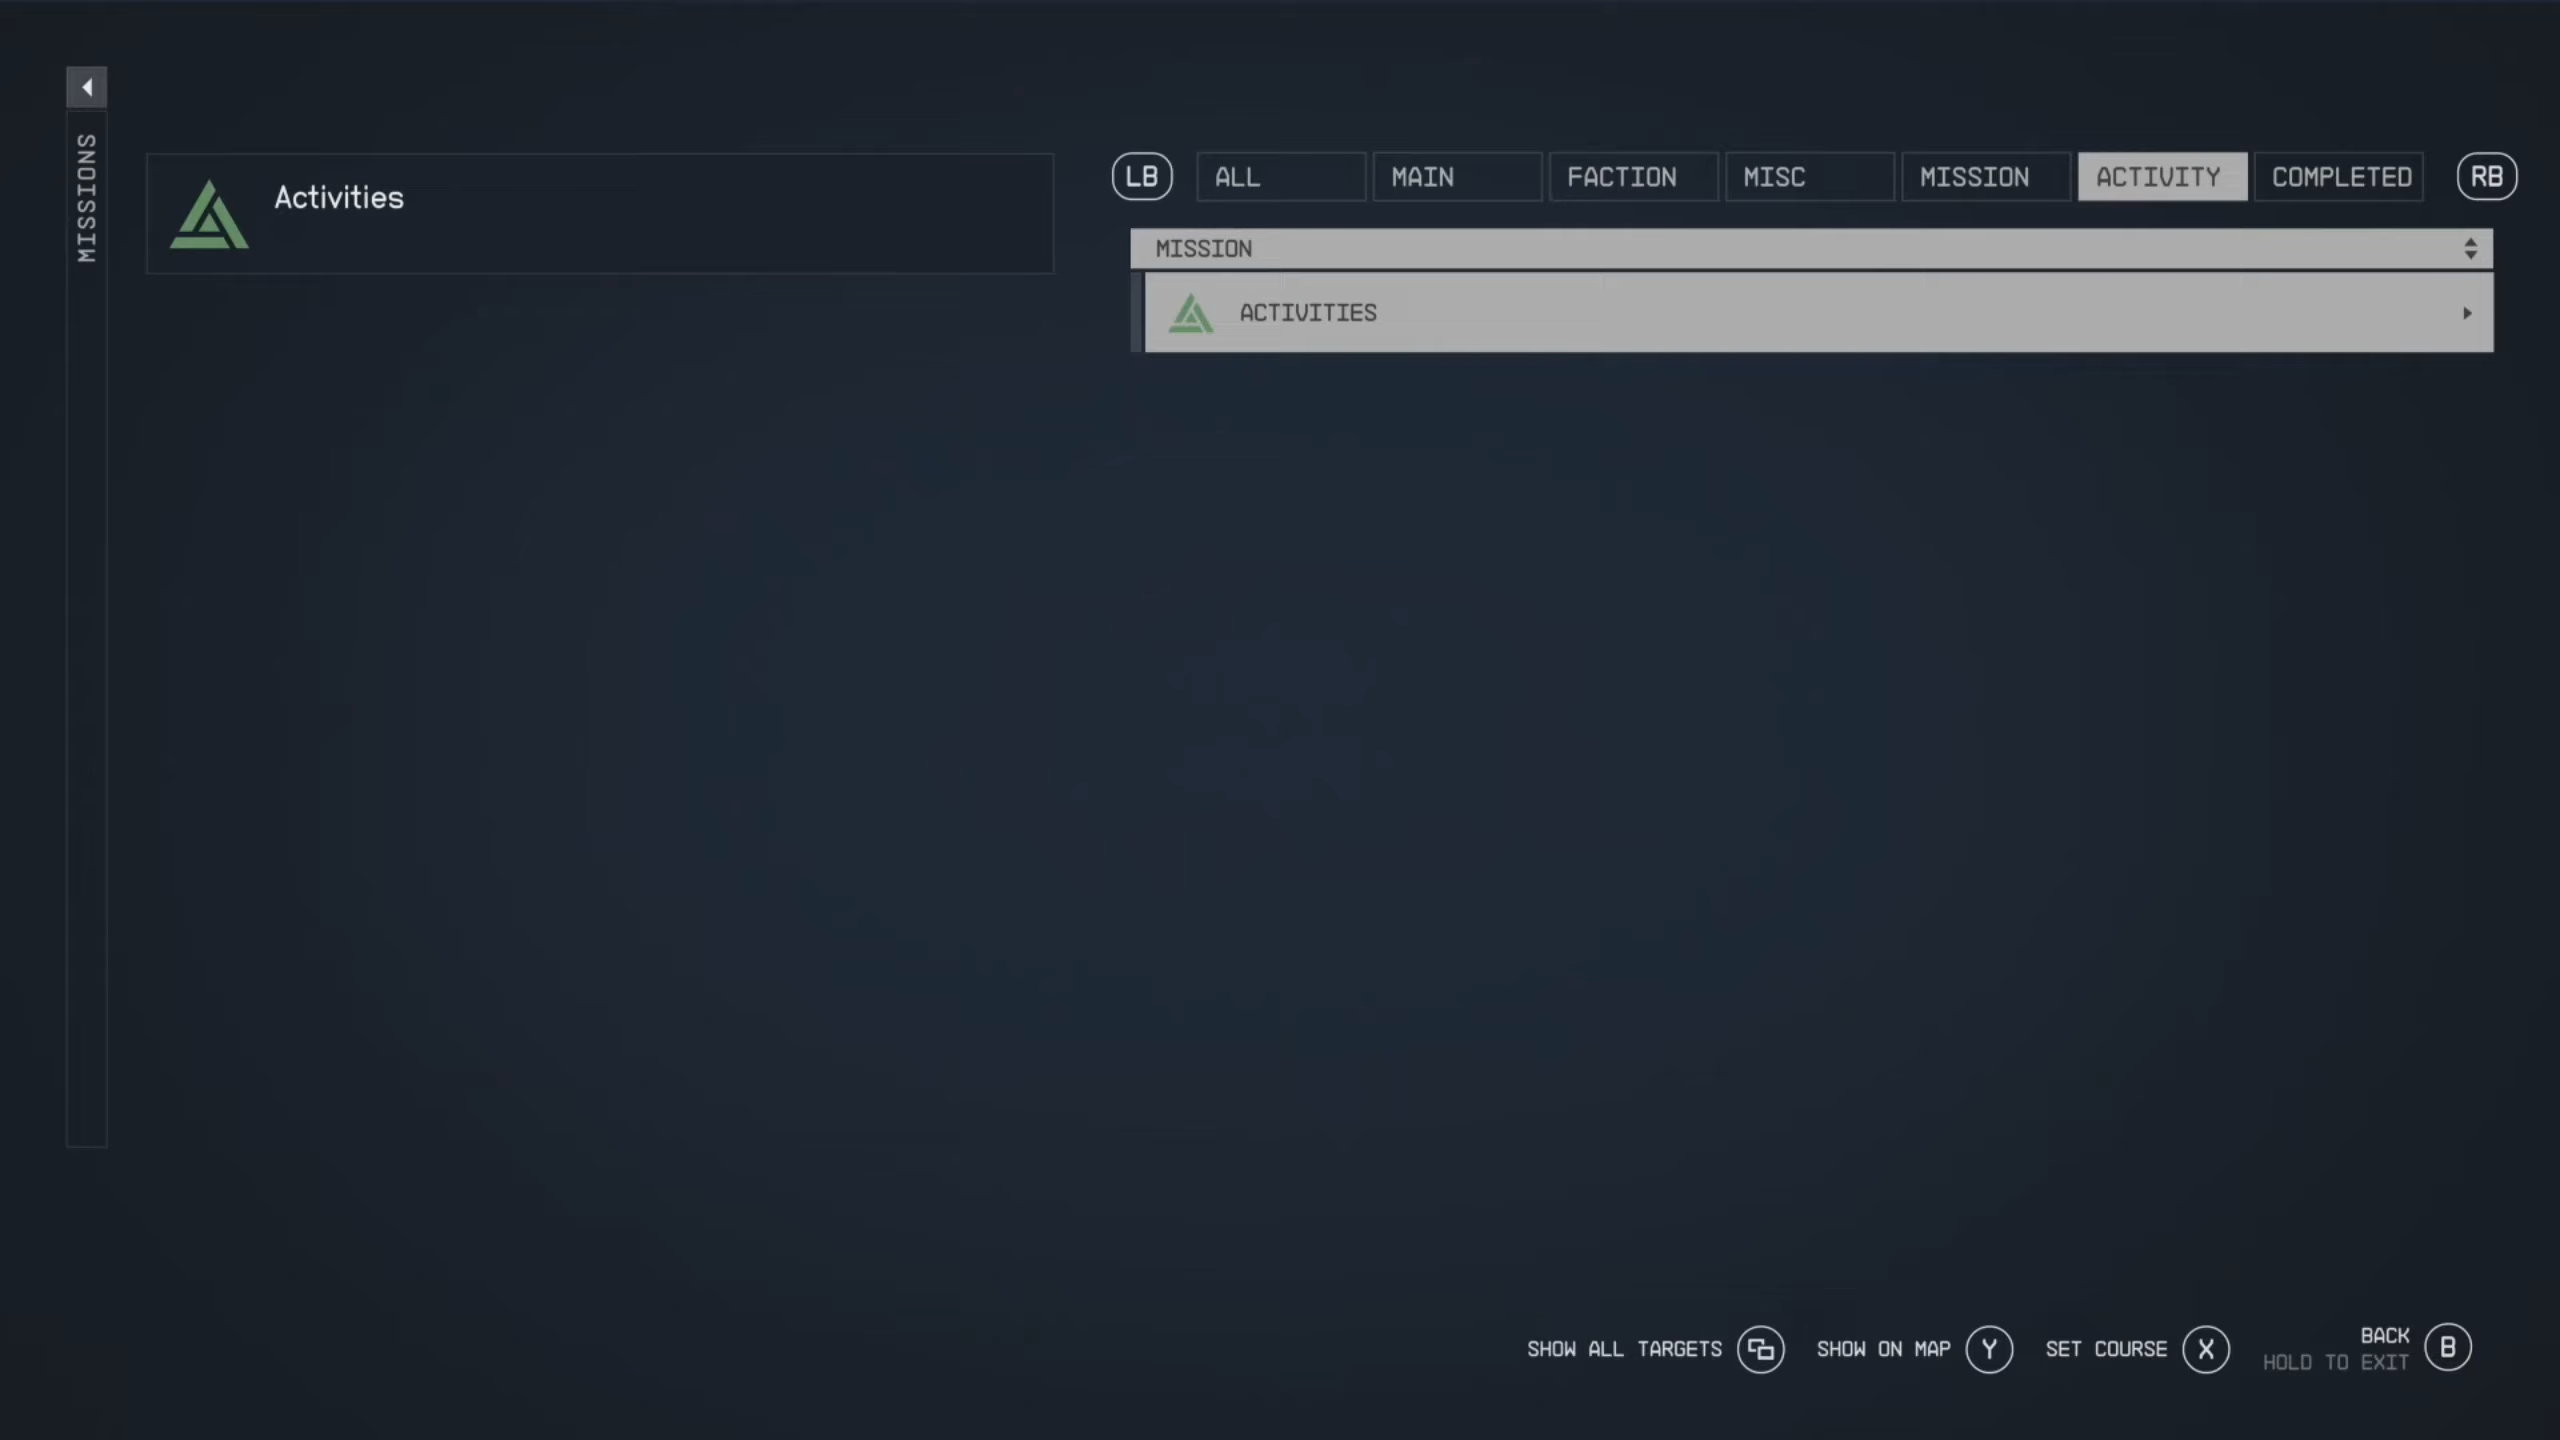 MISSIONS
Activities
LB ALL MAIN FACTION MISC MISSION ACTIVITY COMPLETED RB
MISSION
ACTIVITIES
SHOW ALL TARGETS SHOW ON MAP Y SET COURSE X BACK B
HOLD TO EXIT